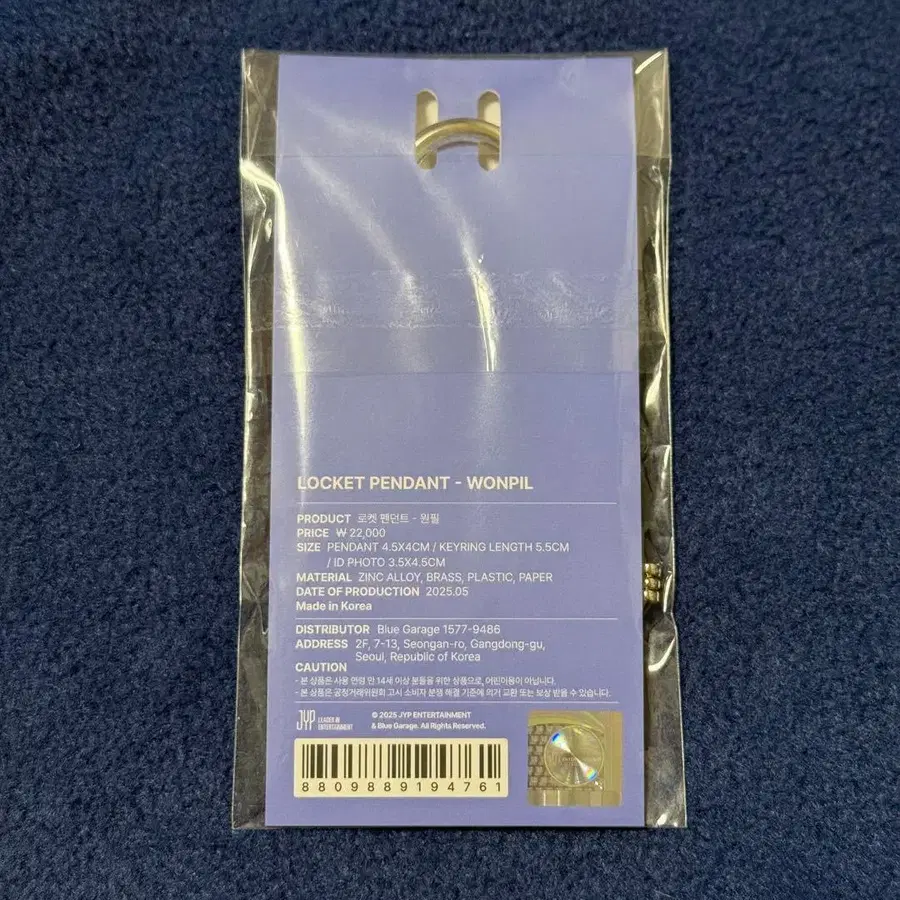 LOCKET PENDANT - WONPIL
PRODUCT 로켓 펜던트 - 원필
PRICE ₩ 22,000
SIZE PENDANT 4.5X4CM / KEYRING LENGTH 5.5CM
/ ID PHOTO 3.5X4.5CM
MATERIAL ZINC ALLOY, BRASS, PLASTIC, PAPER
DATE OF PRODUCTION 2025.05
Made in Korea
DISTRIBUTOR Blue Garage 1577-9486
ADDRESS 2F, 7-13, Seongan-ro, Gangdong-gu,
Seoul, Republic of Korea
CAUTION
- 본 상품은 사용 연령 만 14세 이상 분들을 위한 상품으로, 어린이용이 아닙니다.
- 본 상품은 공정거래위원회 고시 소비자 분쟁 해결 기준에 의거 교환 또는 보상 받을 수 있습니다.
JYP LEADER IN
ENTERTAINMENT
© 2025 JYP ENTERTAINMENT
& Blue Garage. All Rights Reserved.
8809889194761